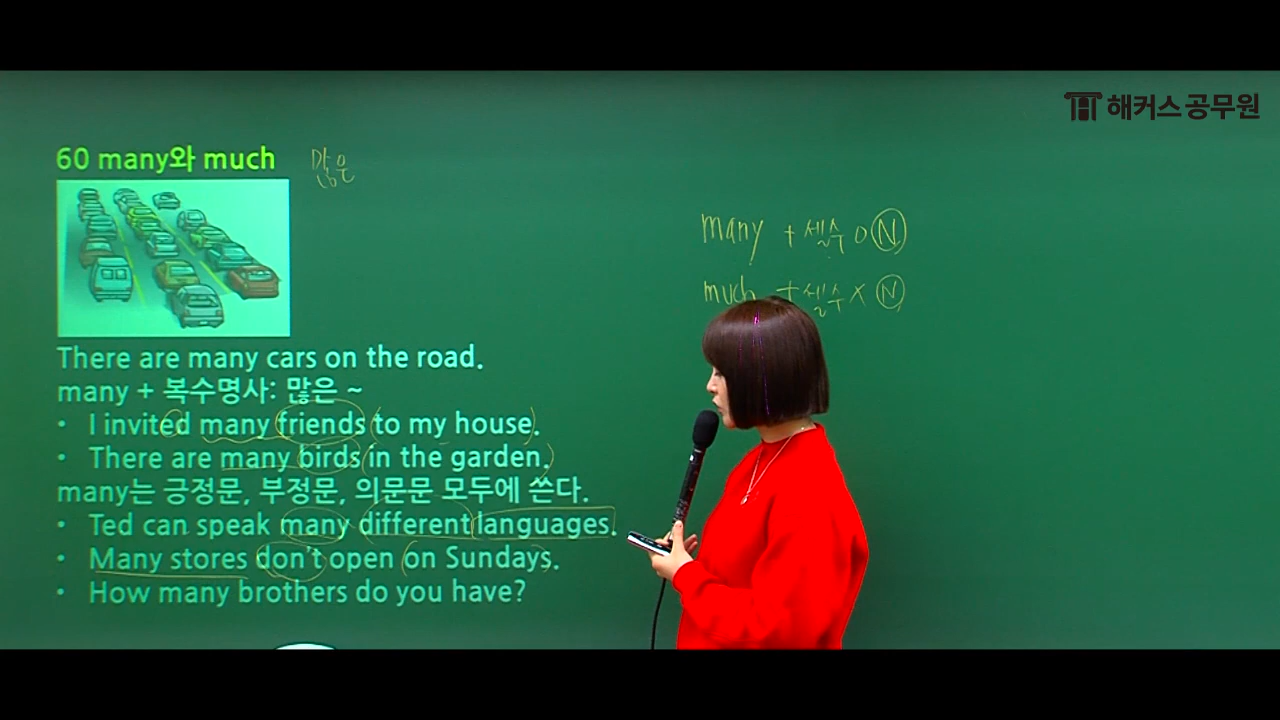 해커스 공무원
60 many와 much 많은
many + 셀수 O N
much + 셀수 X N
There are many cars on the road.
many + 복수명사: 많은 ~
• I invited many friends to my house.
• There are many birds in the garden.
many는 긍정문, 부정문, 의문문 모두에 쓴다.
• Ted can speak many different languages.
• Many stores don't open on Sundays.
• How many brothers do you have?